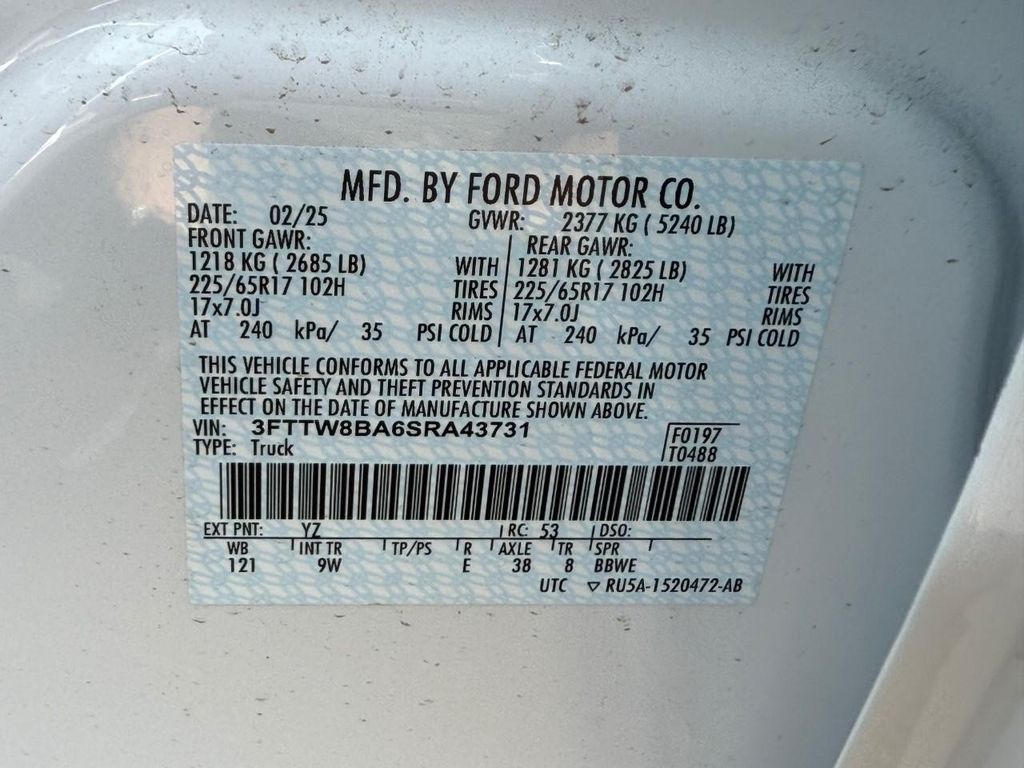 MFD. BY FORD MOTOR CO.
DATE: 02/25 GVWR: 2377 KG ( 5240 LB)
FRONT GAWR: REAR GAWR:
1218 KG ( 2685 LB) WITH 1281 KG ( 2825 LB) WITH
225/65R17 102H TIRES 225/65R17 102H TIRES
17x7.0J RIMS 17x7.0J RIMS
AT 240 kPa/ 35 PSI COLD AT 240 kPa/ 35 PSI COLD
THIS VEHICLE CONFORMS TO ALL APPLICABLE FEDERAL MOTOR
VEHICLE SAFETY AND THEFT PREVENTION STANDARDS IN
EFFECT ON THE DATE OF MANUFACTURE SHOWN ABOVE.
VIN: 3FTTW8BA6SRA43731 F0197
TYPE: Truck T0488
EXT PNT: YZ RC: 53 DSO:
WB INT TR TP/PS R AXLE TR SPR
121 9W E 38 8 BBWE
UTC ▽ RU5A-1520472-AB